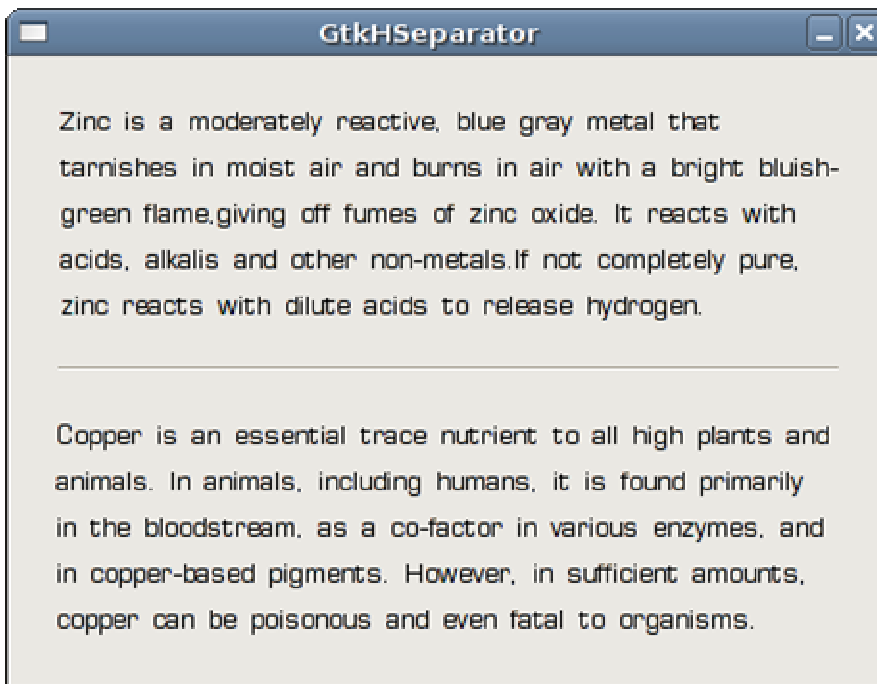 GtkHSeparator
Zinc is a moderately reactive, blue gray metal that
tarnishes in moist air and burns in air with a bright bluish-
green flame,giving off fumes of zinc oxide. It reacts with
acids, alkalis and other non-metals.If not completely pure,
zinc reacts with dilute acids to release hydrogen.
Copper is an essential trace nutrient to all high plants and
animals. In animals, including humans, it is found primarily
in the bloodstream, as a co-factor in various enzymes, and
in copper-based pigments. However, in sufficient amounts,
copper can be poisonous and even fatal to organisms.